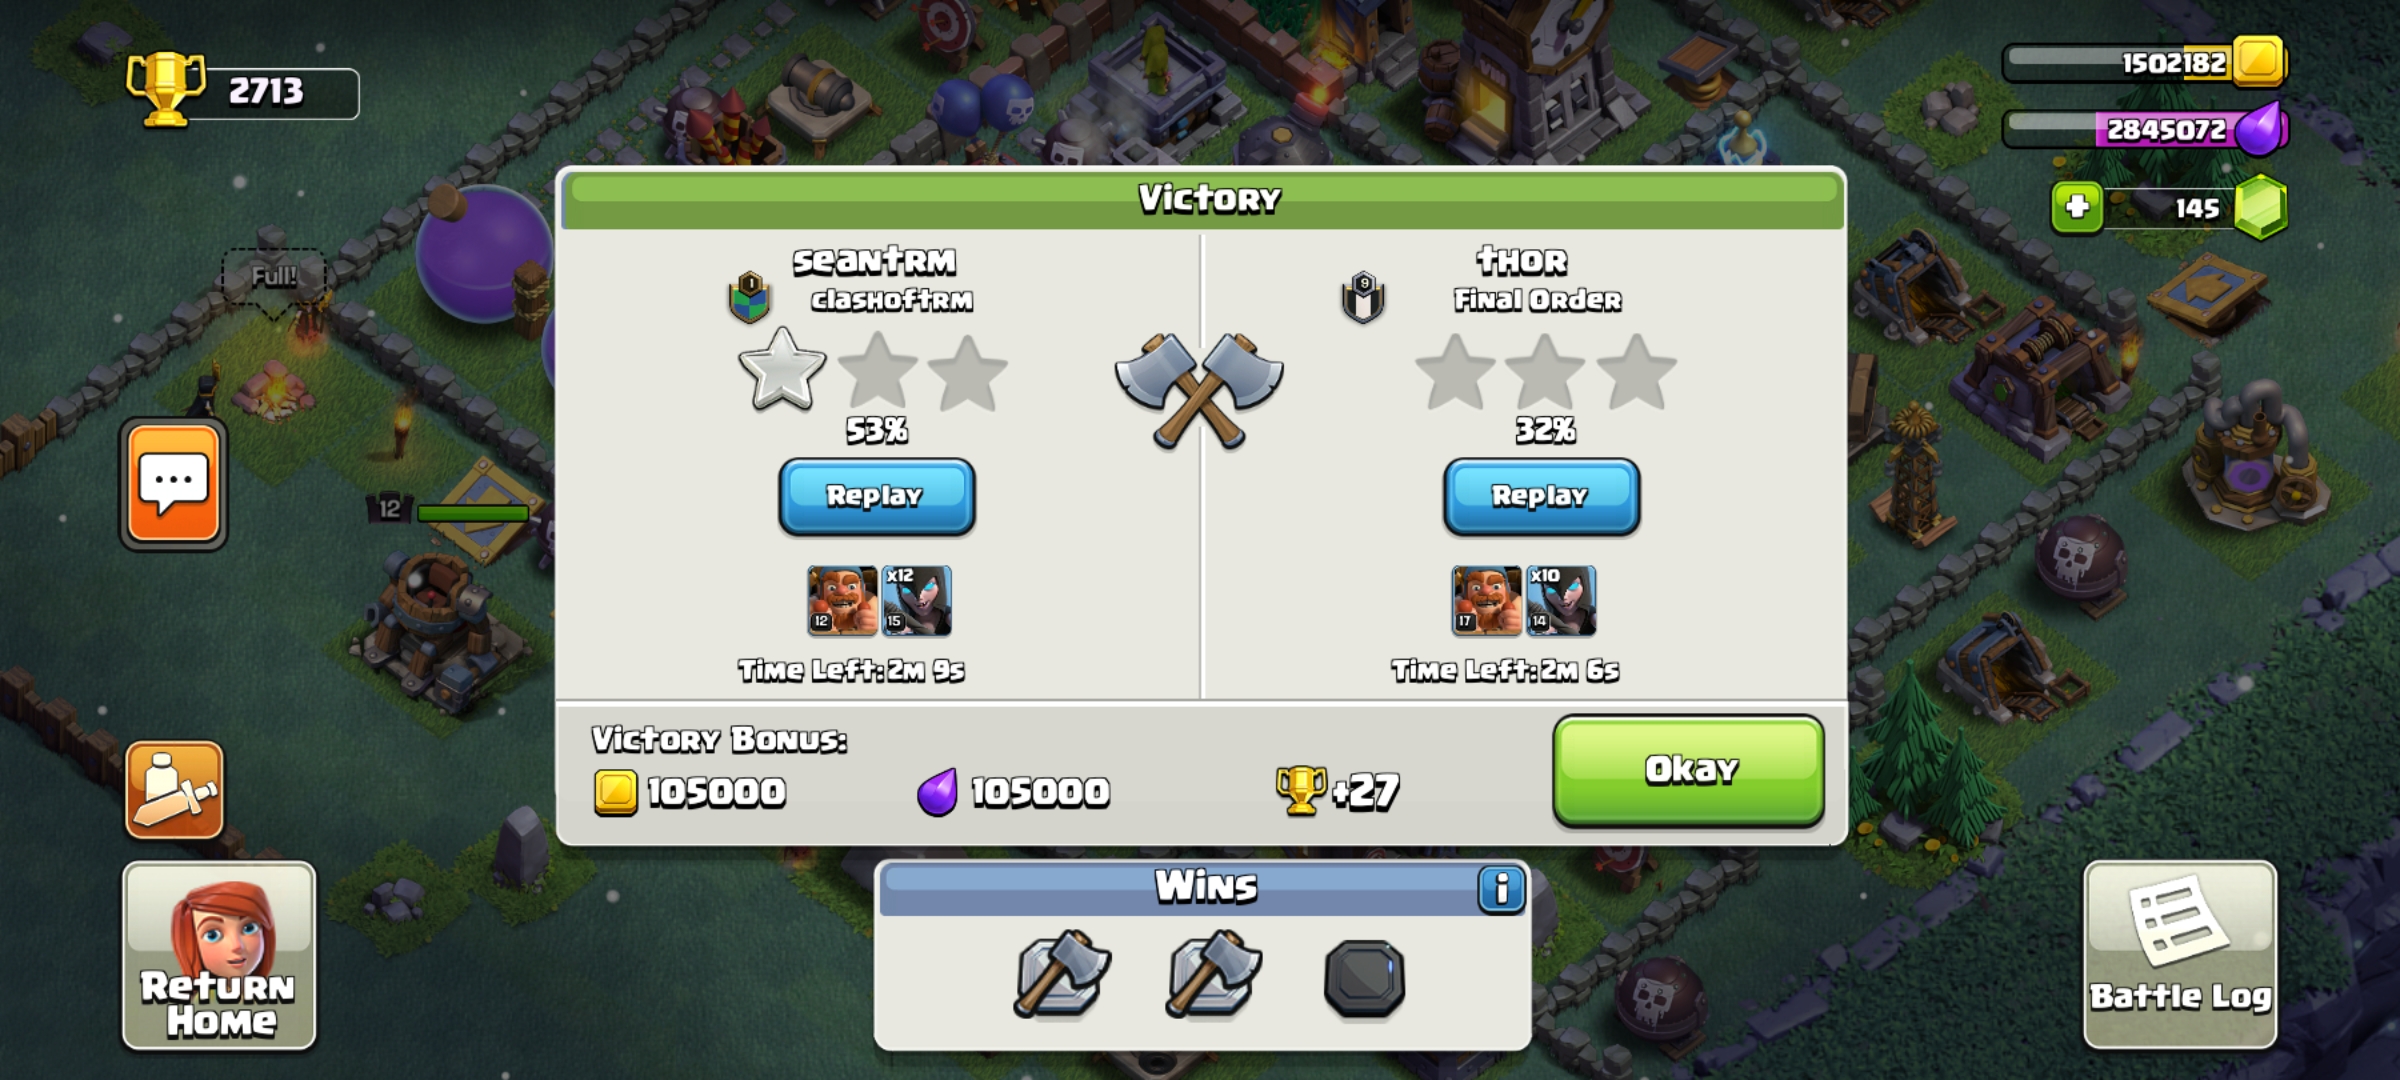 2713
1502182
2845072
145
Full!
12
Victory
seantrm
clashoftrm
1
53%
Replay
x12
12
15
Time Left:2m 9s
thor
Final Order
9
32%
Replay
x10
17
14
Time Left:2m 6s
Victory Bonus:
105000
105000
+27
Okay
Wins
i
Return
Home
Battle Log